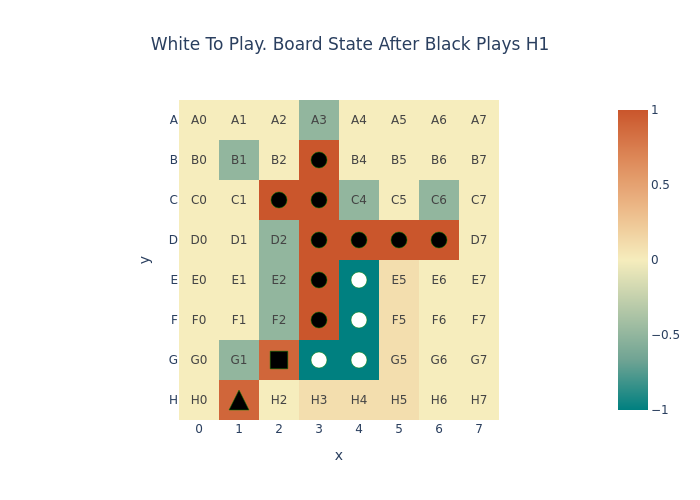 White To Play. Board State After Black Plays H1
A A0 A1 A2 A3 A4 A5 A6 A7
B B0 B1 B2 B4 B5 B6 B7
C C0 C1 C4 C5 C6 C7
D D0 D1 D2 D7
E E0 E1 E2 E5 E6 E7
F F0 F1 F2 F5 F6 F7
G G0 G1 G5 G6 G7
H H0 H2 H3 H4 H5 H6 H7
0 1 2 3 4 5 6 7
x
y
1
0.5
0
−0.5
−1